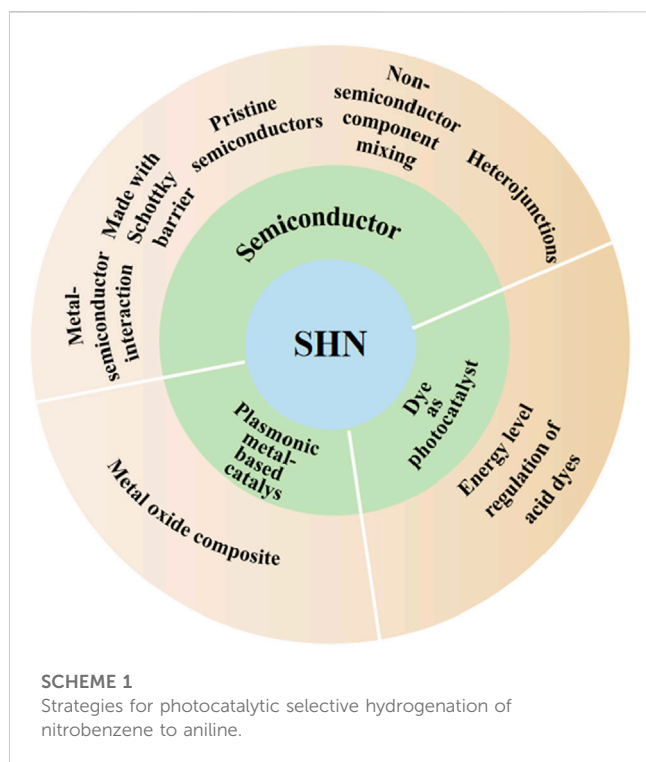 Metal-
semiconductor
interaction
Made with
Schottky
barrier
Pristine
semiconductors
Non-
semiconductor
component
mixing
Heterojunctions
Semiconductor
SHN
Dye
as
photocatalyst
Energy level
regulation of
acid dyes
Plasmonic
metal-
based
catalys
Metal oxide composite
SCHEME 1
Strategies for photocatalytic selective hydrogenation of
nitrobenzene to aniline.